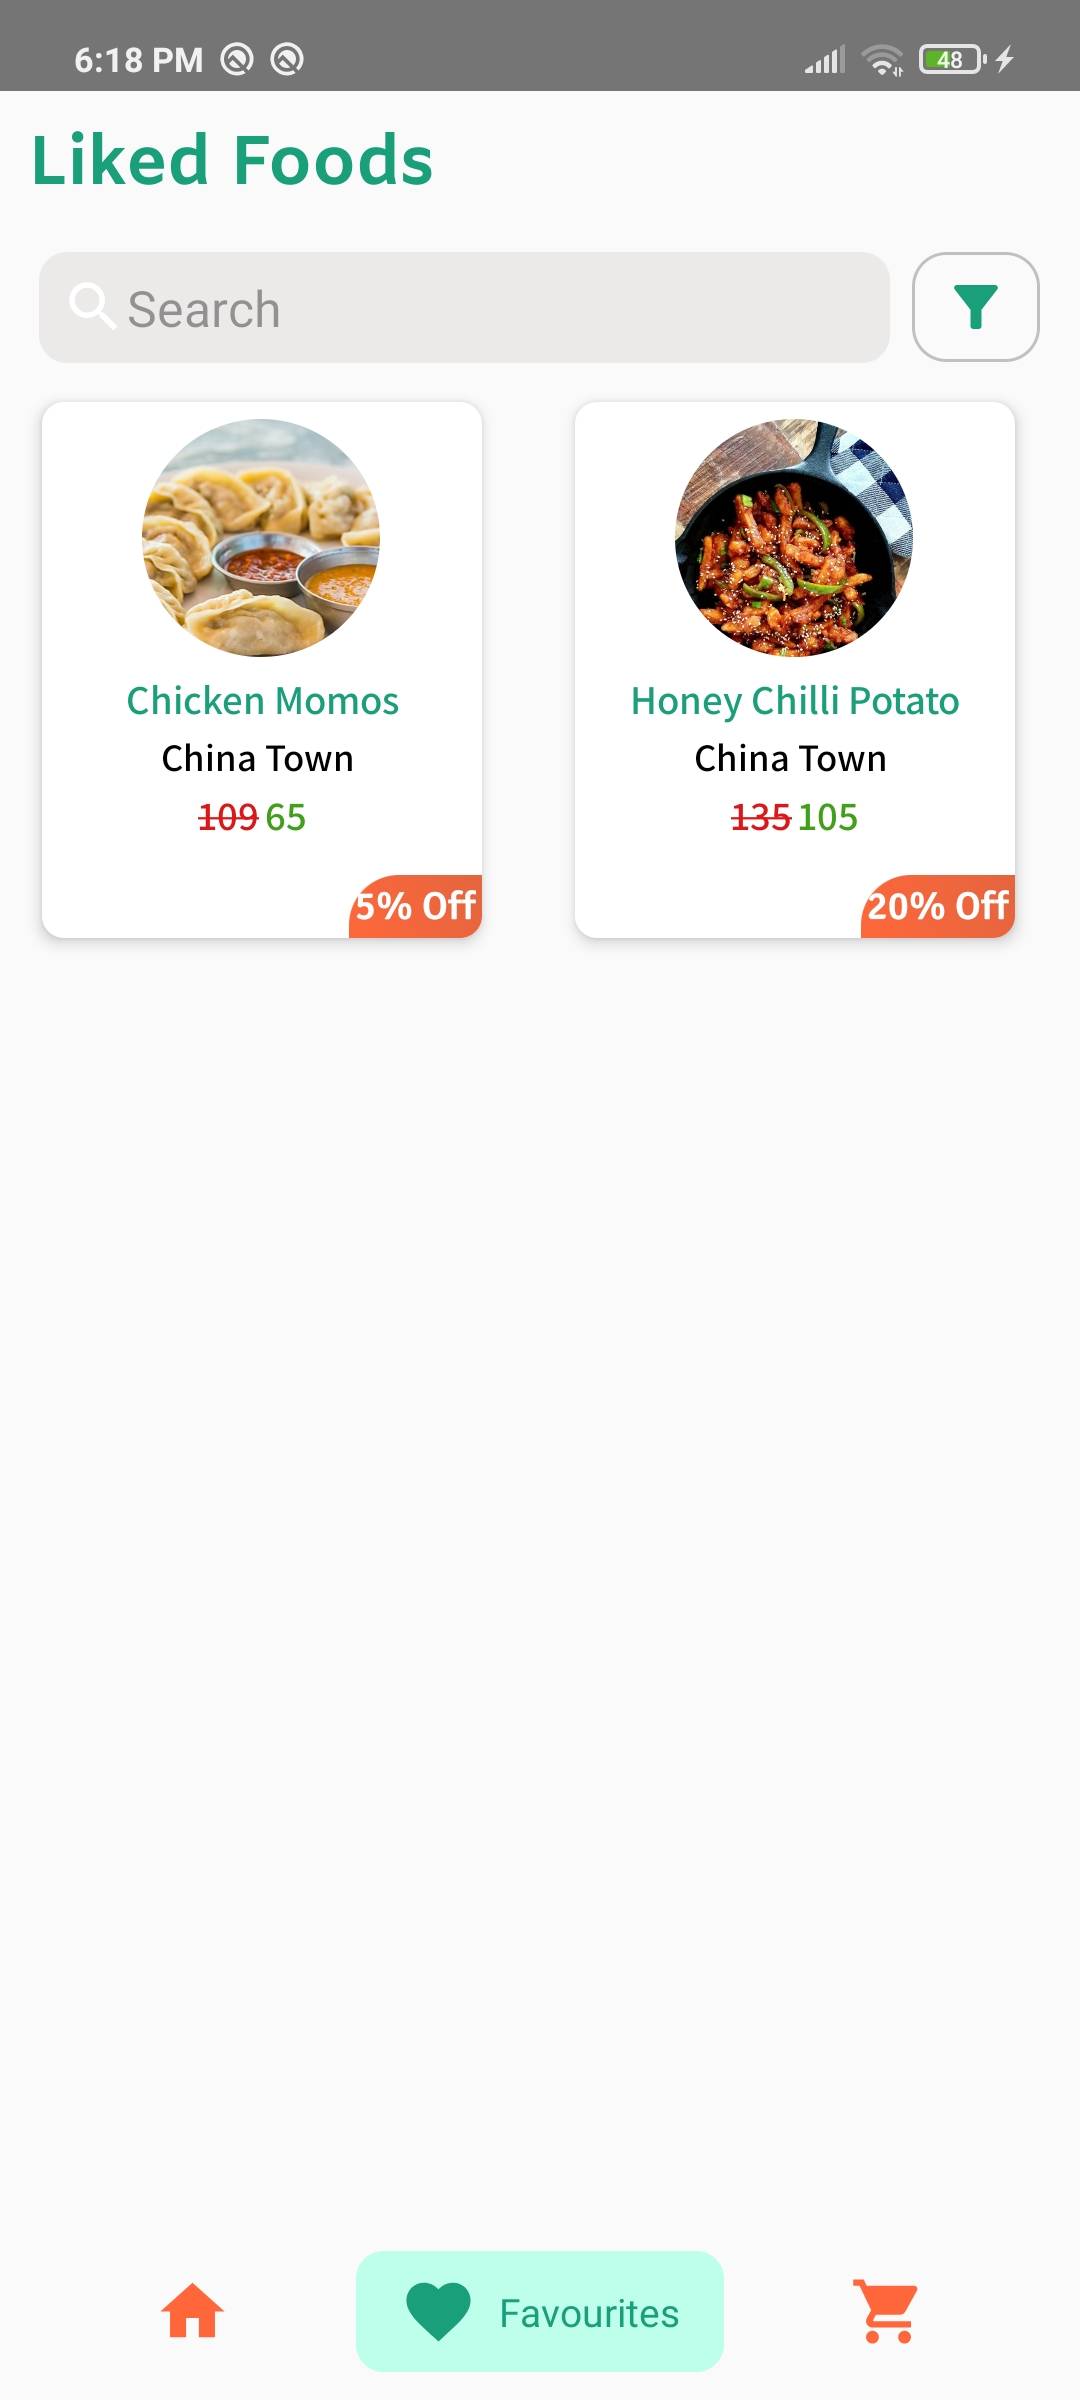 6:18 PM 48
Liked Foods
Search
Chicken Momos
China Town
109 65
5% Off
Honey Chilli Potato
China Town
135 105
20% Off
Favourites